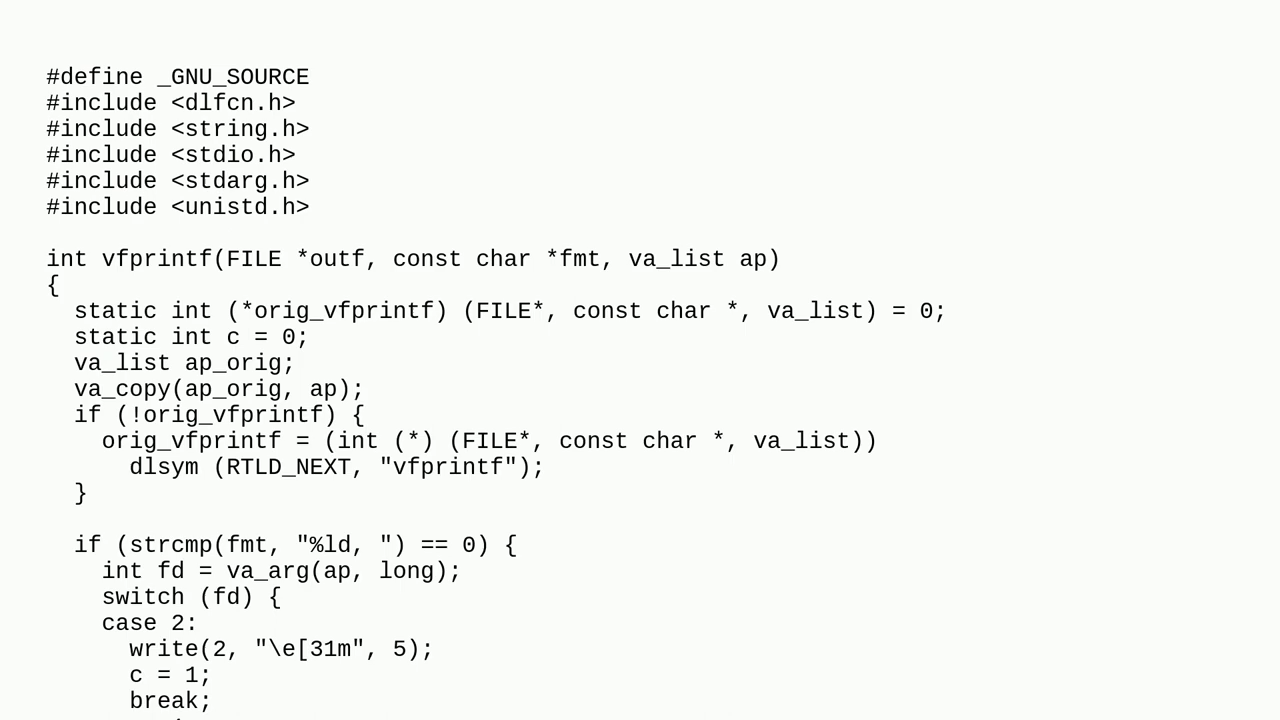 #define _GNU_SOURCE
#include <dlfcn.h>
#include <string.h>
#include <stdio.h>
#include <stdarg.h>
#include <unistd.h>
int vfprintf(FILE *outf, const char *fmt, va_list ap)
{
  static int (*orig_vfprintf) (FILE*, const char *, va_list) = 0;
  static int c = 0;
  va_list ap_orig;
  va_copy(ap_orig, ap);
  if (!orig_vfprintf) {
    orig_vfprintf = (int (*) (FILE*, const char *, va_list))
      dlsym (RTLD_NEXT, "vfprintf");
  }
  if (strcmp(fmt, "%ld, ") == 0) {
    int fd = va_arg(ap, long);
    switch (fd) {
    case 2:
      write(2, "\e[31m", 5);
      c = 1;
      break;